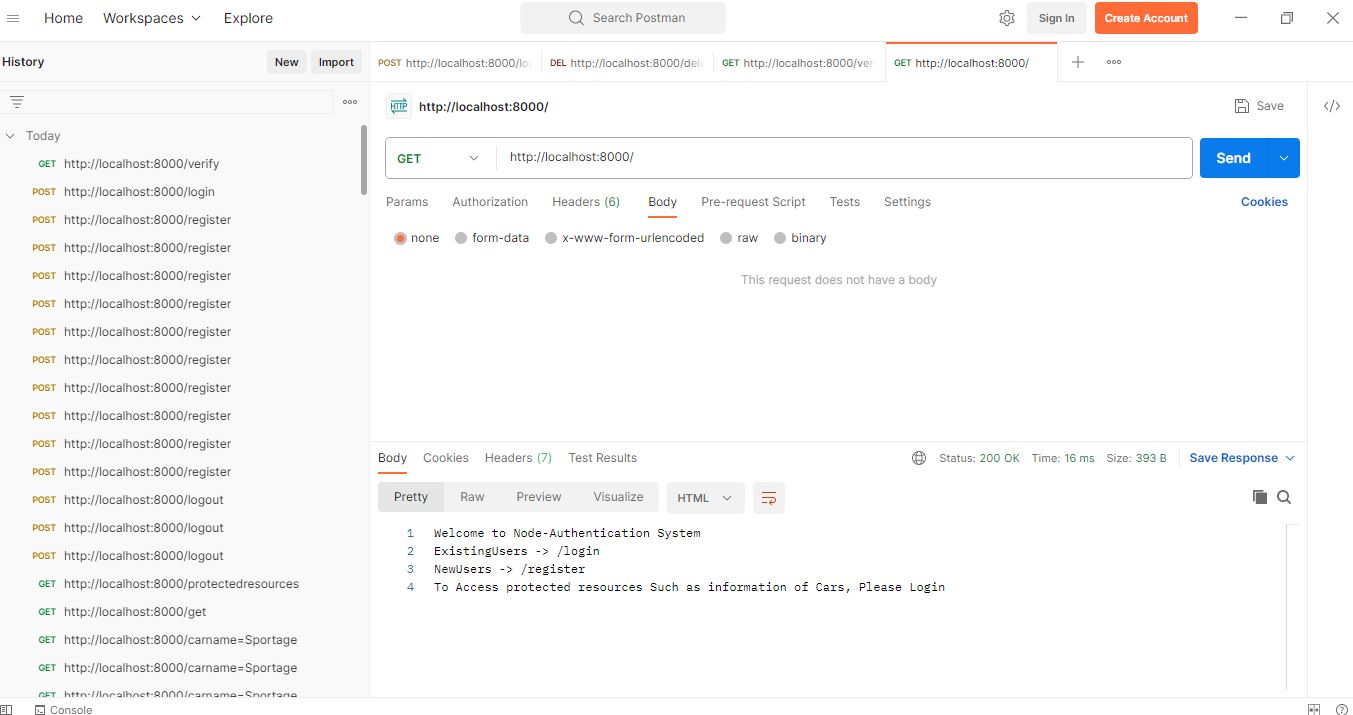 Home Workspaces Explore Search Postman Sign In Create Account
History New Import
POST http://localhost:8000/lo DEL http://localhost:8000/del GET http://localhost:8000/ver GET http://localhost:8000/
HTTP http://localhost:8000/ Save
Today
GET http://localhost:8000/verify
POST http://localhost:8000/login
POST http://localhost:8000/register
POST http://localhost:8000/register
POST http://localhost:8000/register
POST http://localhost:8000/register
POST http://localhost:8000/register
POST http://localhost:8000/register
POST http://localhost:8000/register
POST http://localhost:8000/register
POST http://localhost:8000/register
POST http://localhost:8000/register
POST http://localhost:8000/logout
POST http://localhost:8000/logout
POST http://localhost:8000/logout
GET http://localhost:8000/protectedresources
GET http://localhost:8000/get
GET http://localhost:8000/carname=Sportage
GET http://localhost:8000/carname=Sportage
GET http://localhost:8000/carname=Sportage
GET http://localhost:8000/ Send
Params Authorization Headers (6) Body Pre-request Script Tests Settings Cookies
none form-data x-www-form-urlencoded raw binary
This request does not have a body
Body Cookies Headers (7) Test Results Status: 200 OK Time: 16 ms Size: 393 B Save Response
Pretty Raw Preview Visualize HTML
1 Welcome to Node-Authentication System
2 ExistingUsers -> /login
3 NewUsers -> /register
4 To Access protected resources Such as information of Cars, Please Login
Console